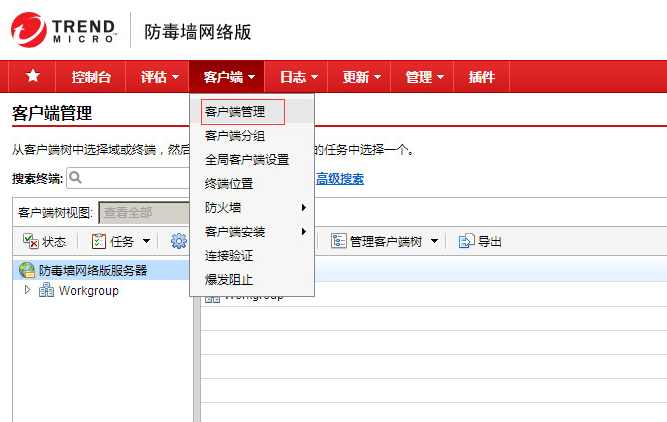 TREND MICRO 防毒墙网络版
控制台 评估 客户端 日志 更新 管理 插件
客户端管理
从客户端树中选择域或终端，然后 的任务中选择一个。
搜索终端: 高级搜索
客户端树视图: 查看全部
状态 任务 管理客户端树 导出
防毒墙网络版服务器
Workgroup
客户端管理
客户端分组
全局客户端设置
终端位置
防火墙
客户端安装
连接验证
爆发阻止